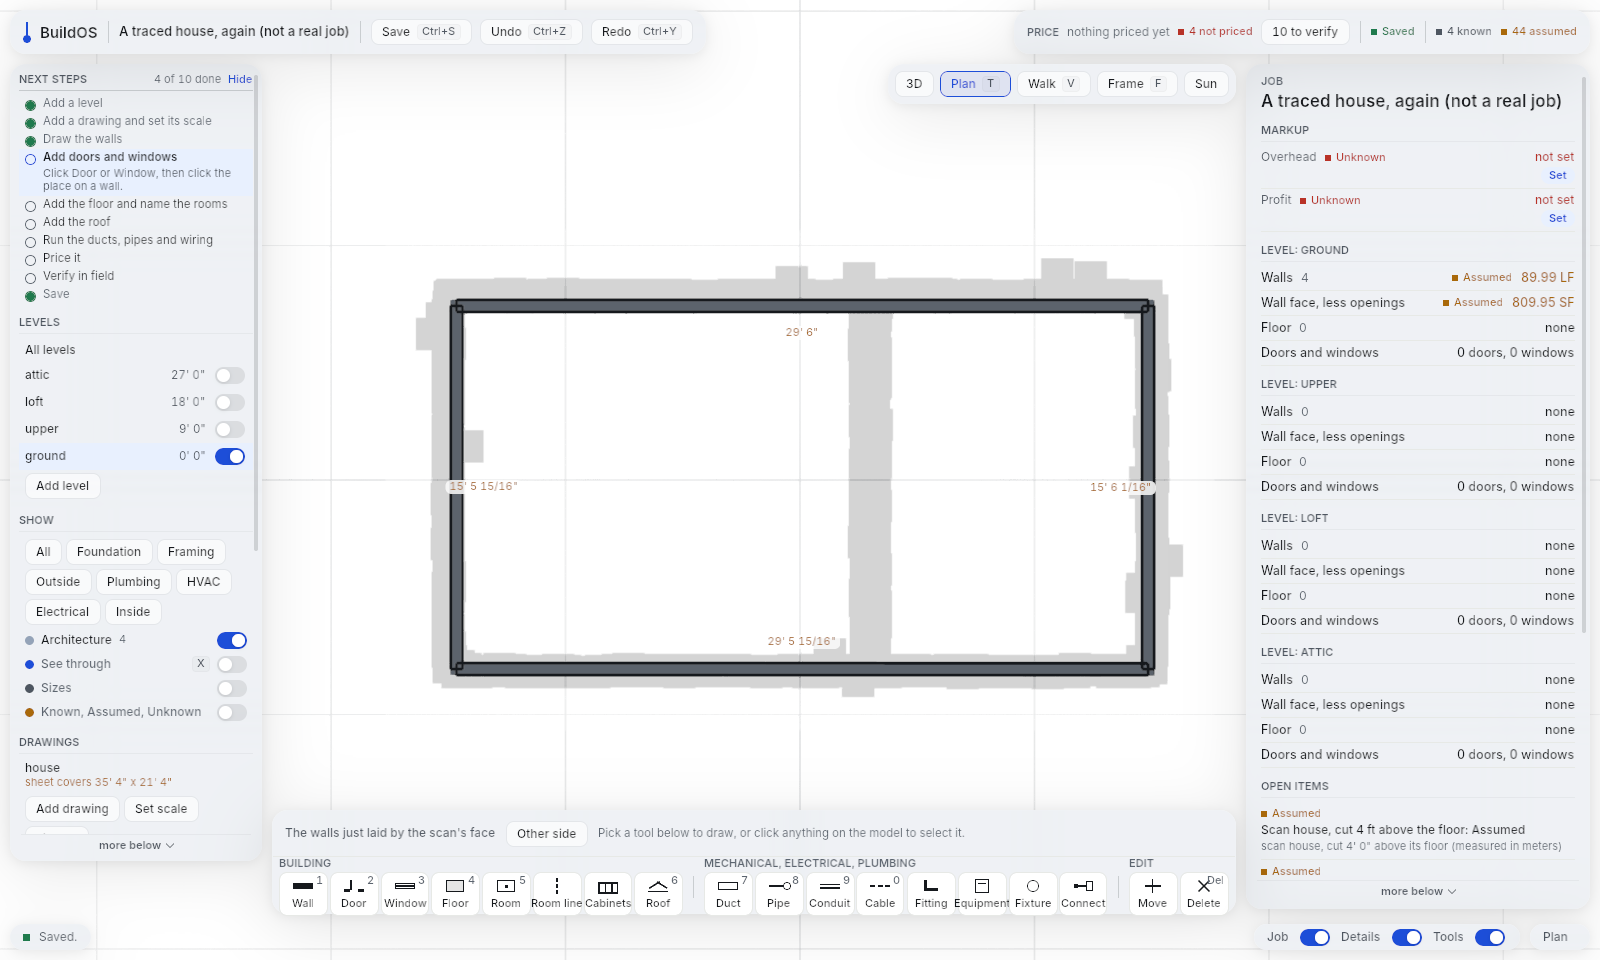 BuildOS
A traced house, again (not a real job)
Save Ctrl+S
Undo Ctrl+Z
Redo Ctrl+Y
PRICE nothing priced yet 4 not priced
10 to verify
Saved
4 known
44 assumed
NEXT STEPS 4 of 10 done Hide
Add a level
Add a drawing and set its scale
Draw the walls
Add doors and windows
Click Door or Window, then click the
place on a wall.
Add the floor and name the rooms
Add the roof
Run the ducts, pipes and wiring
Price it
Verify in field
Save
LEVELS
All levels
attic 27' 0"
loft 18' 0"
upper 9' 0"
ground 0' 0"
Add level
SHOW
All Foundation Framing
Outside Plumbing HVAC
Electrical Inside
Architecture 4
See through X
Sizes
Known, Assumed, Unknown
DRAWINGS
house
sheet covers 35' 4" x 21' 4"
Add drawing Set scale
more below
Saved.
3D Plan T Walk V Frame F Sun
29' 6"
15' 5 15/16"
15' 6 1/16"
29' 5 15/16"
The walls just laid by the scan's face Other side Pick a tool below to draw, or click anything on the model to select it.
BUILDING
Wall 1
Door 2
Window 3
Floor 4
Room 5
Room line
Cabinets
Roof 6
MECHANICAL, ELECTRICAL, PLUMBING
Duct 7
Pipe 8
Conduit 9
Cable 0
Fitting
Equipment
Fixture
Connect
EDIT
Move
Delete Del
JOB
A traced house, again (not a real job)
MARKUP
Overhead Unknown not set
Set
Profit Unknown not set
Set
LEVEL: GROUND
Walls 4 Assumed 89.99 LF
Wall face, less openings Assumed 809.95 SF
Floor 0 none
Doors and windows 0 doors, 0 windows
LEVEL: UPPER
Walls 0 none
Wall face, less openings none
Floor 0 none
Doors and windows 0 doors, 0 windows
LEVEL: LOFT
Walls 0 none
Wall face, less openings none
Floor 0 none
Doors and windows 0 doors, 0 windows
LEVEL: ATTIC
Walls 0 none
Wall face, less openings none
Floor 0 none
Doors and windows 0 doors, 0 windows
OPEN ITEMS
Assumed
Scan house, cut 4 ft above the floor: Assumed
scan house, cut 4' 0" above its floor (measured in meters)
Assumed
more below
Job Details Tools Plan